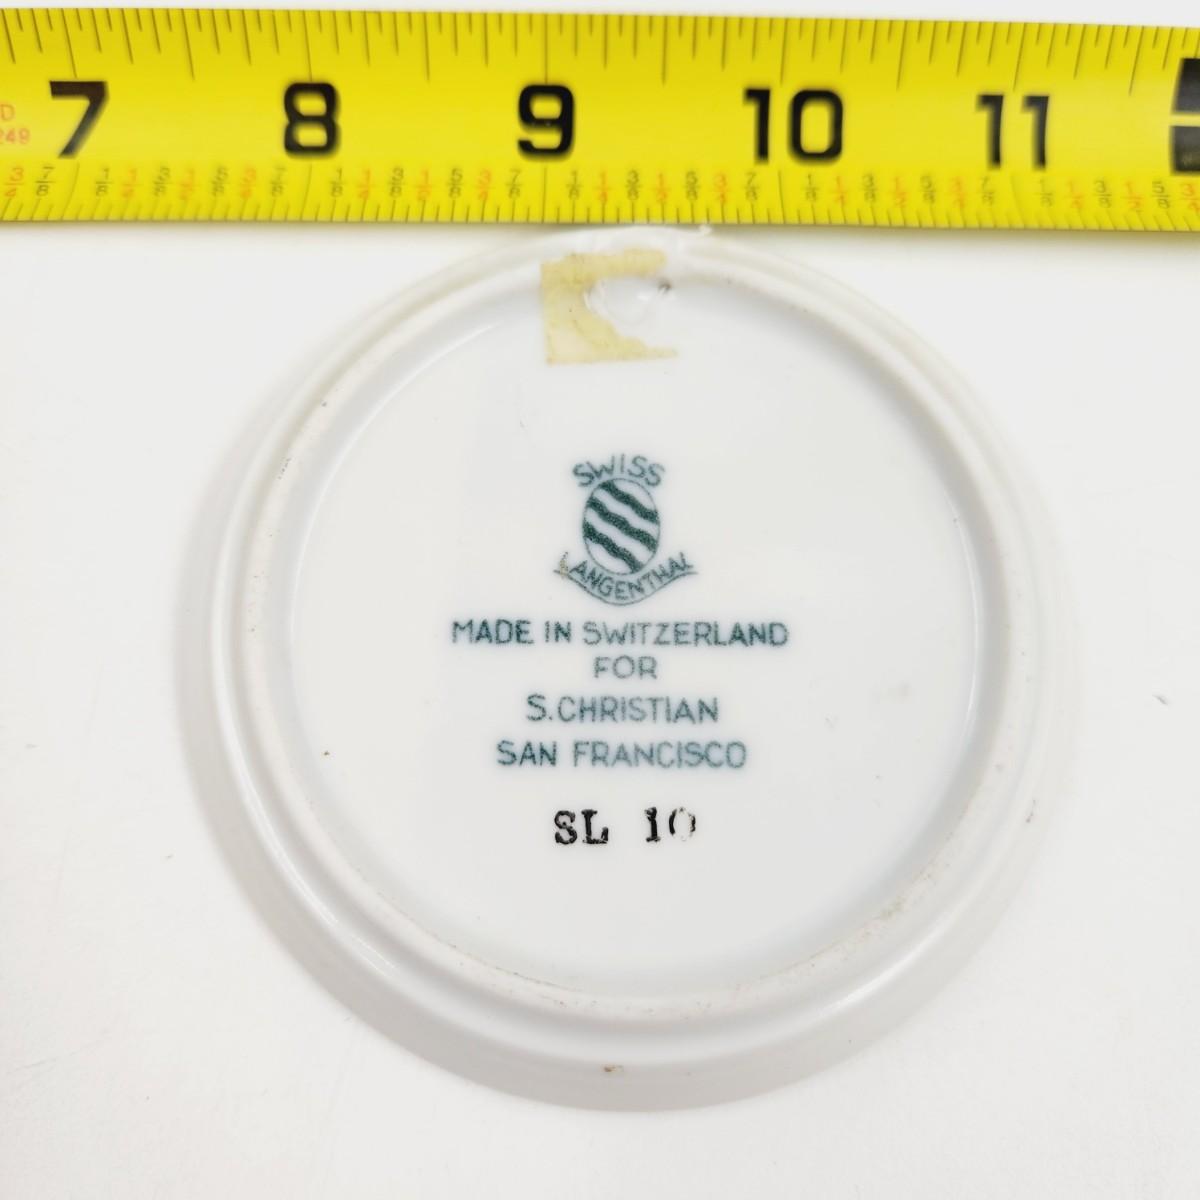 7 8 9 10 11
SWISS
LANGENTHAL
MADE IN SWITZERLAND
FOR
S.CHRISTIAN
SAN FRANCISCO
SL 10